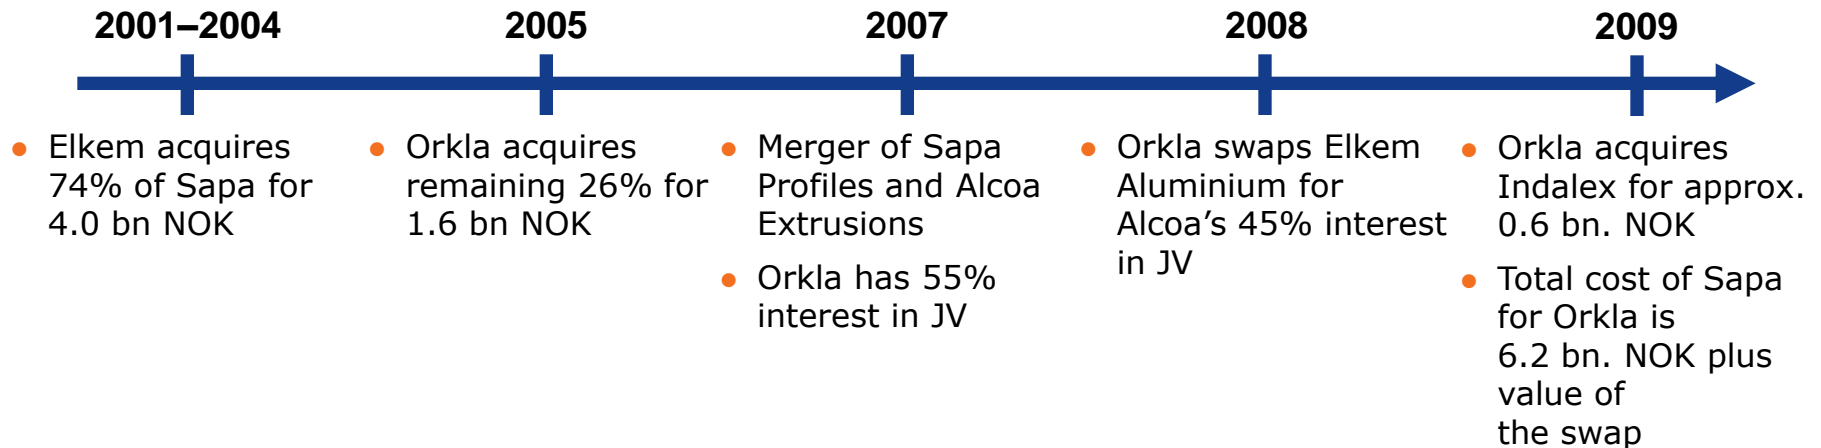 2001–2004
● Elkem acquires
74% of Sapa for
4.0 bn NOK
2005
● Orkla acquires
remaining 26% for
1.6 bn NOK
2007
● Merger of Sapa
Profiles and Alcoa
Extrusions
● Orkla has 55%
interest in JV
2008
● Orkla swaps Elkem
Aluminium for
Alcoa’s 45% interest
in JV
2009
● Orkla acquires
Indalex for approx.
0.6 bn. NOK
● Total cost of Sapa
for Orkla is
6.2 bn. NOK plus
value of
the swap